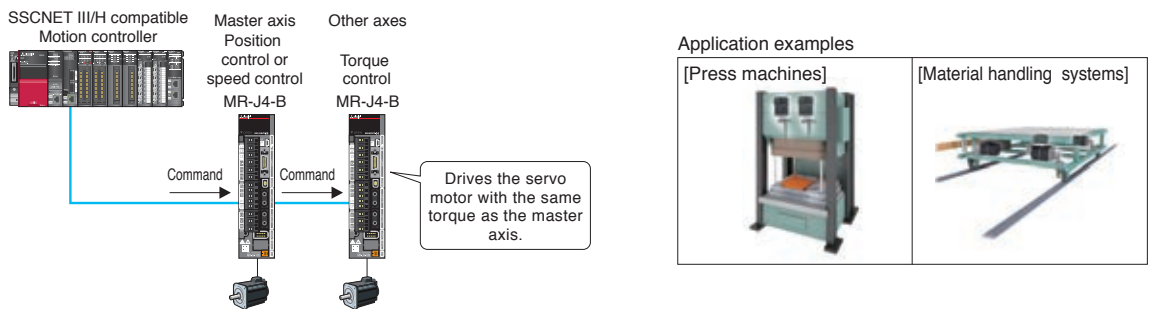 SSCNET III/H compatible
Motion controller
Master axis
Position
control or
speed control
MR-J4-B
Other axes
Torque
control
MR-J4-B
Command
Command
Drives the servo
motor with the same
torque as the master
axis.
Application examples
[Press machines]
[Material handling systems]